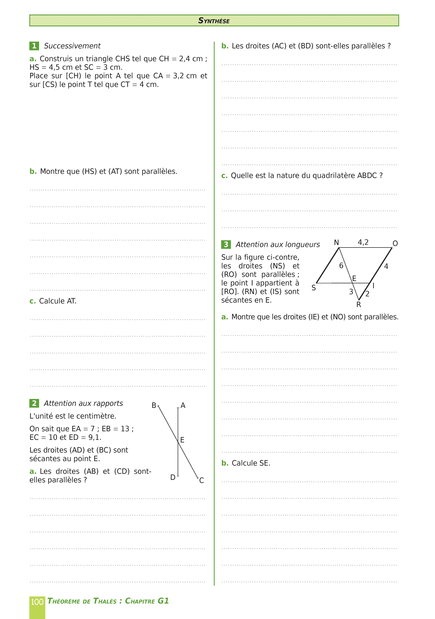 SYNTHÈSE
1 Successivement
a. Construis un triangle CHS tel que CH = 2,4 cm ;
HS = 4,5 cm et SC = 3 cm.
Place sur [CH) le point A tel que CA = 3,2 cm et
sur [CS) le point T tel que CT = 4 cm.
b. Montre que (HS) et (AT) sont parallèles.
c. Calcule AT.
2 Attention aux rapports
L'unité est le centimètre.
On sait que EA = 7 ; EB = 13 ;
EC = 10 et ED = 9,1.
Les droites (AD) et (BC) sont
sécantes au point E.
a. Les droites (AB) et (CD) sont-
elles parallèles ?
B
A
E
D
C
b. Les droites (AC) et (BD) sont-elles parallèles ?
c. Quelle est la nature du quadrilatère ABDC ?
3 Attention aux longueurs
Sur la figure ci-contre,
les droites (NS) et
(RO) sont parallèles ;
le point I appartient à
[RO]. (RN) et (IS) sont
sécantes en E.
N 4,2 O
6 4
E
S I
3 2
R
a. Montre que les droites (IE) et (NO) sont parallèles.
b. Calcule SE.
100 THÉORÈME DE THALÈS : CHAPITRE G1